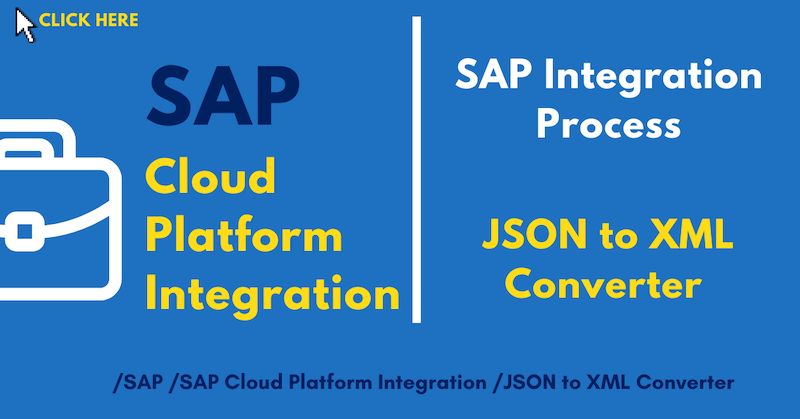 CLICK HERE
SAP
Cloud
Platform
Integration
SAP Integration
Process
JSON to XML
Converter
/SAP /SAP Cloud Platform Integration /JSON to XML Converter